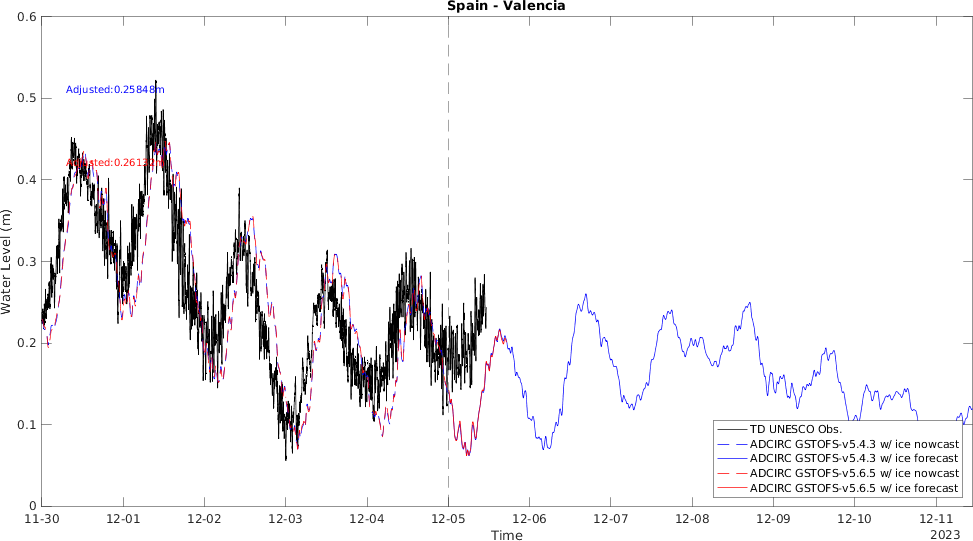 Spain - Valencia
0.6
0.5
0.4
0.3
0.2
0.1
0
Water Level (m)
Adjusted:0.25848m
TD UNESCO Obs.
ADCIRC GSTOFS-v5.4.3 w/ ice nowcast
ADCIRC GSTOFS-v5.4.3 w/ ice forecast
ADCIRC GSTOFS-v5.6.5 w/ ice nowcast
ADCIRC GSTOFS-v5.6.5 w/ ice forecast
11-30 12-01 12-02 12-03 12-04 12-05 12-06 12-07 12-08 12-09 12-10 12-11
2023
Time